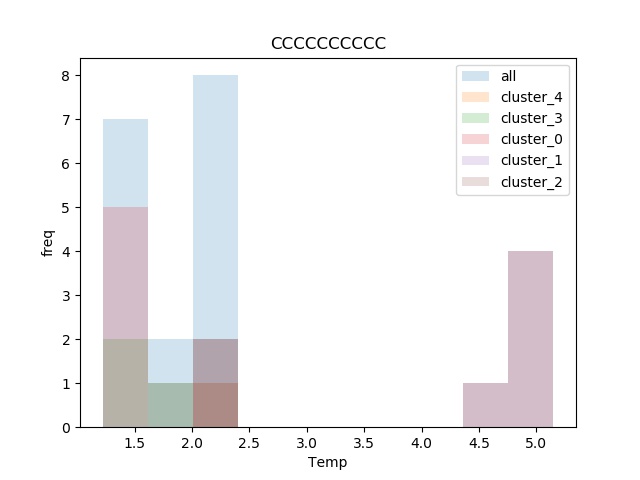 CCCCCCCCCC
8
7
6
5
4
3
2
1
0
freq
all
cluster_4
cluster_3
cluster_0
cluster_1
cluster_2
1.5 2.0 2.5 3.0 3.5 4.0 4.5 5.0
Temp